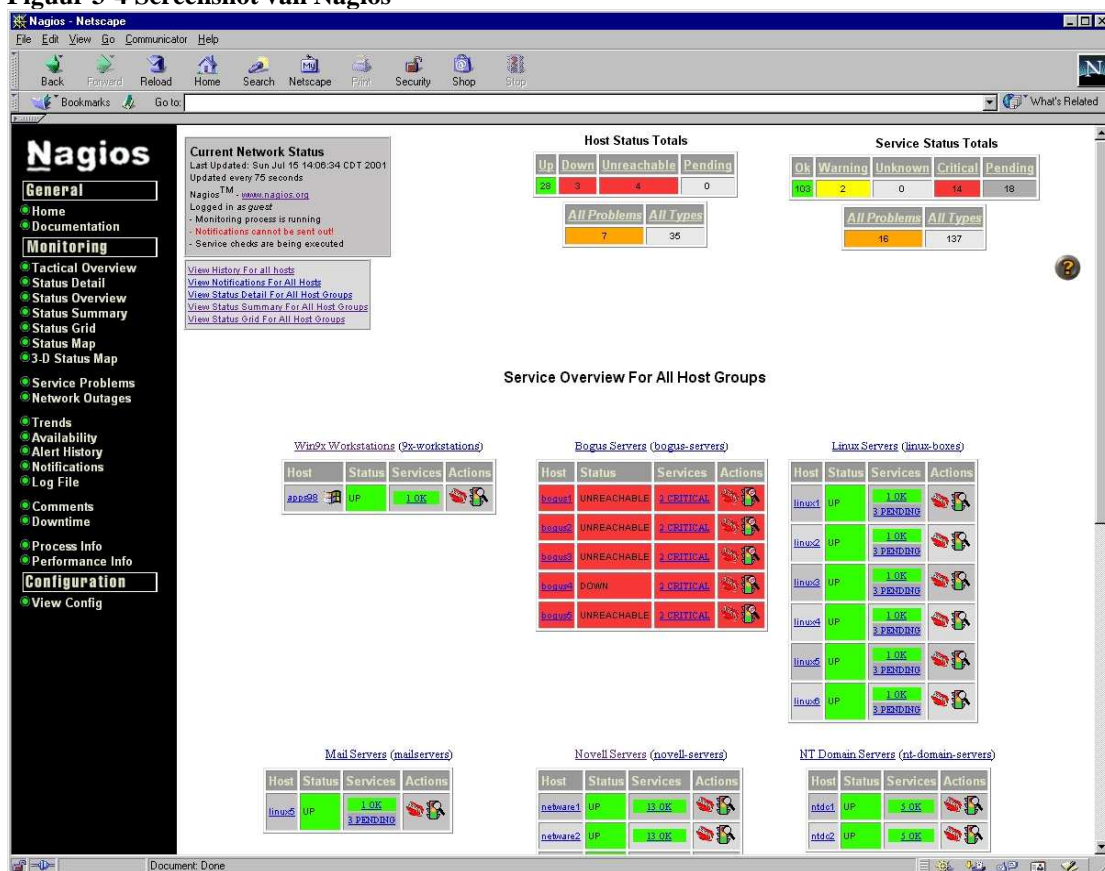 Figuur 3-4 Screenshot van Nagios
Nagios - Netscape
File Edit View Go Communicator Help
Back Forward Reload Home Search Netscape Print Security Shop Stop
Bookmarks Go to: What's Related
Nagios
General
Home
Documentation
Monitoring
Tactical Overview
Status Detail
Status Overview
Status Summary
Status Grid
Status Map
3-D Status Map
Service Problems
Network Outages
Trends
Availability
Alert History
Notifications
Log File
Comments
Downtime
Process Info
Performance Info
Configuration
View Config
Current Network Status
Last Updated: Sun Jul 15 14:06:34 CDT 2001
Updated every 75 seconds
Nagios™ - www.nagios.org
Logged in as guest
- Monitoring process is running
- Notifications cannot be sent out!
- Service checks are being executed
View History For all hosts
View Notifications For All Hosts
View Status Detail For All Host Groups
View Status Summary For All Host Groups
View Status Grid For All Host Groups
Host Status Totals
Up Down Unreachable Pending
28 3 4 0
All Problems All Types
7 35
Service Status Totals
Ok Warning Unknown Critical Pending
103 2 0 14 18
All Problems All Types
16 137
?
Service Overview For All Host Groups
Win9x Workstations (9x-workstations)
Host Status Services Actions
apps98 UP 1 OK
Bogus Servers (bogus-servers)
Host Status Services Actions
bogus1 UNREACHABLE 2 CRITICAL
bogus2 UNREACHABLE 2 CRITICAL
bogus3 UNREACHABLE 2 CRITICAL
bogus4 DOWN 2 CRITICAL
bogus5 UNREACHABLE 2 CRITICAL
Linux Servers (linux-boxes)
Host Status Services Actions
linux1 UP 1 OK
3 PENDING
linux2 UP 1 OK
3 PENDING
linux3 UP 1 OK
3 PENDING
linux4 UP 1 OK
3 PENDING
linux5 UP 1 OK
3 PENDING
linux6 UP 1 OK
3 PENDING
Mail Servers (mailservers)
Host Status Services Actions
linux5 UP 1 OK
3 PENDING
Novell Servers (novell-servers)
Host Status Services Actions
netware1 UP 13 OK
netware2 UP 13 OK
NT Domain Servers (nt-domain-servers)
Host Status Services Actions
ntdc1 UP 5 OK
ntdc2 UP 5 OK
Document: Done